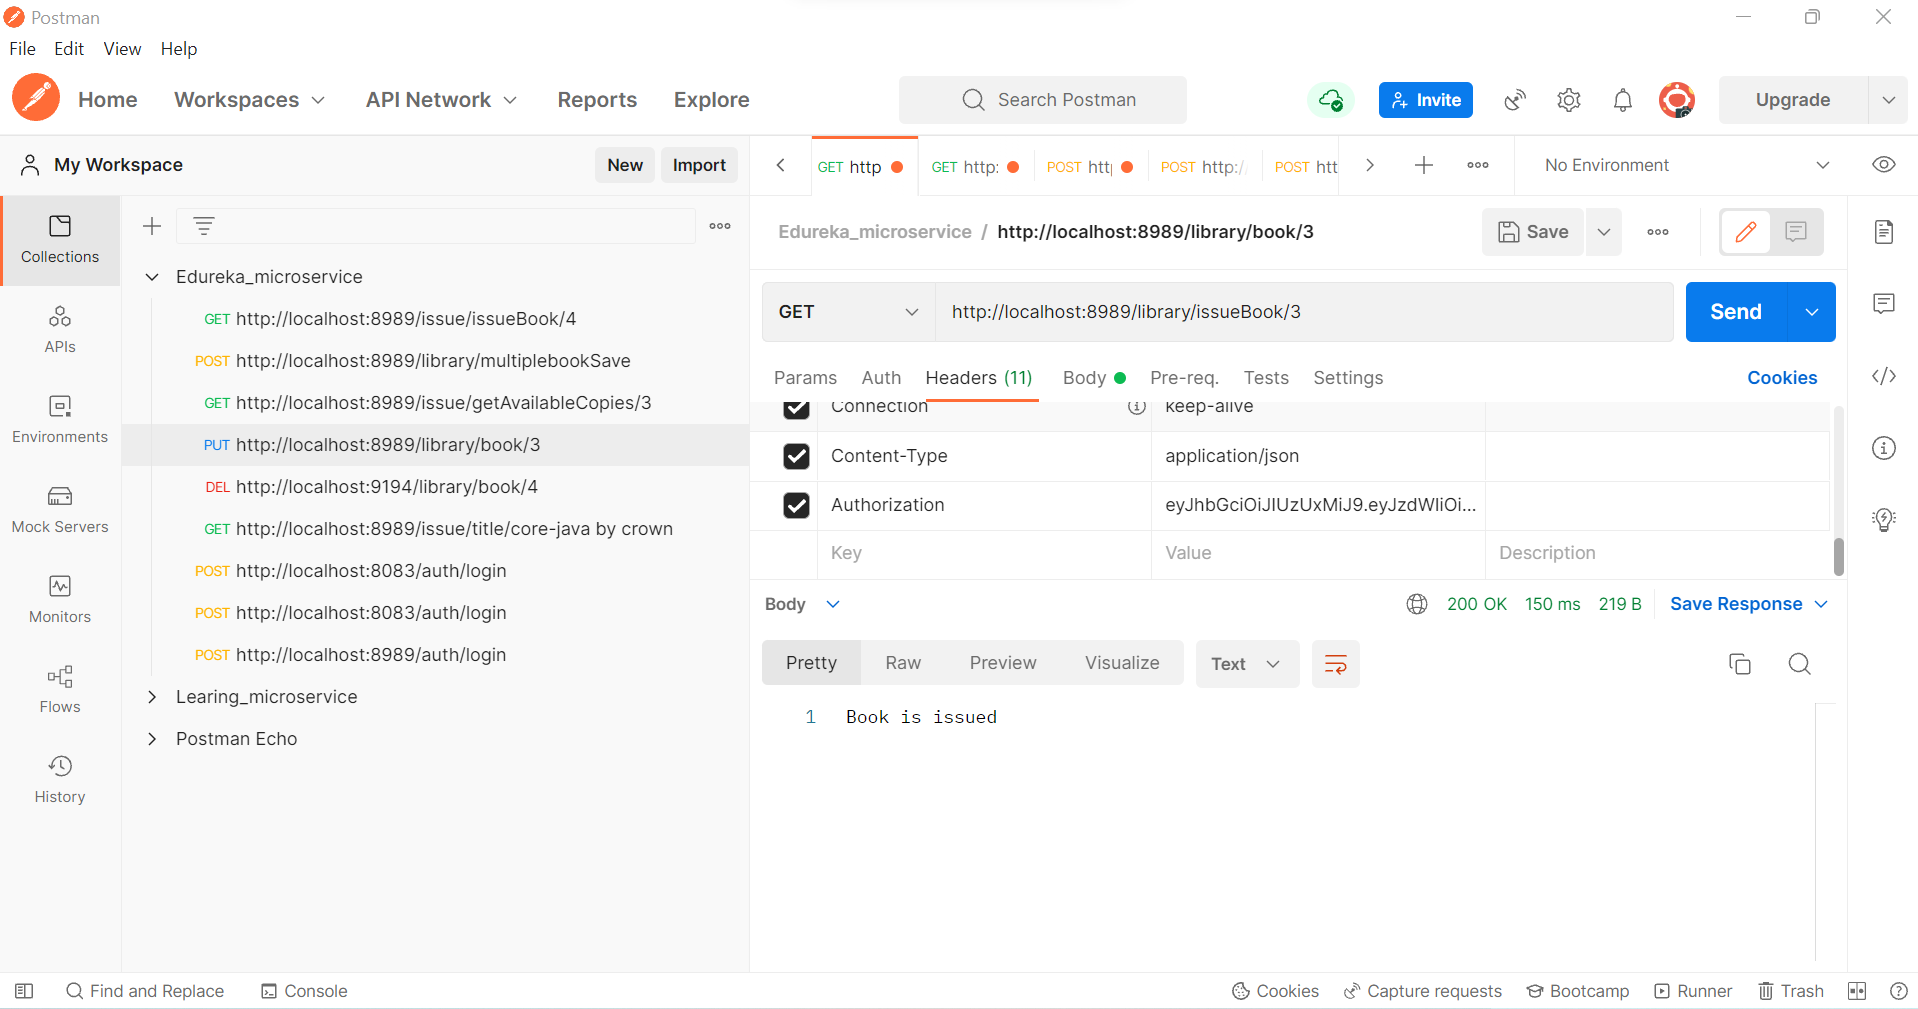 Postman
File Edit View Help
Home Workspaces API Network Reports Explore
Search Postman
Invite
Upgrade
My Workspace
New Import
GET http GET http: POST htt POST http:/ POST htt
No Environment
Collections
APIs
Environments
Mock Servers
Monitors
Flows
History
Edureka_microservice
GET http://localhost:8989/issue/issueBook/4
POST http://localhost:8989/library/multiplebookSave
GET http://localhost:8989/issue/getAvailableCopies/3
PUT http://localhost:8989/library/book/3
DEL http://localhost:9194/library/book/4
GET http://localhost:8989/issue/title/core-java by crown
POST http://localhost:8083/auth/login
POST http://localhost:8083/auth/login
POST http://localhost:8989/auth/login
Learing_microservice
Postman Echo
Edureka_microservice / http://localhost:8989/library/book/3
Save
GET http://localhost:8989/library/issueBook/3
Send
Params Auth Headers (11) Body Pre-req. Tests Settings
Cookies
Connection keep-alive
Content-Type application/json
Authorization eyJhbGciOiJIUzUxMiJ9.eyJzdWIiOi...
Key Value Description
Body
200 OK 150 ms 219 B Save Response
Pretty Raw Preview Visualize Text
1 Book is issued
Find and Replace Console
Cookies Capture requests Bootcamp Runner Trash